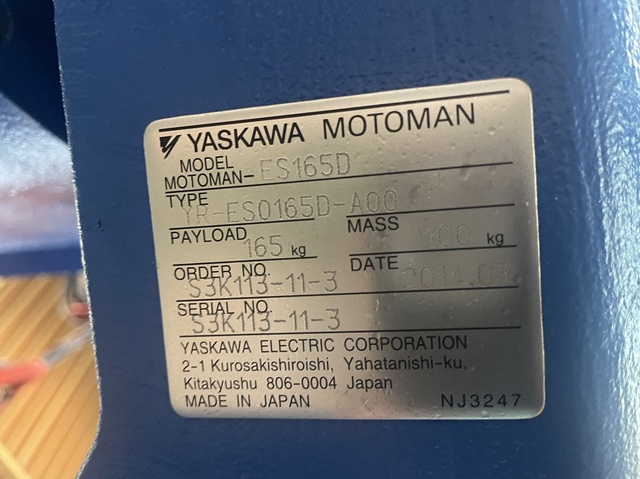 YASKAWA MOTOMAN
MODEL
MOTOMAN-ES165D
TYPE
YR-ES0165D-A00
PAYLOAD 165 kg MASS kg
ORDER NO. S3K113-11-3 DATE
SERIAL NO. S3K113-11-3
YASKAWA ELECTRIC CORPORATION
2-1 Kurosakishiroishi, Yahatanishi-ku,
Kitakyushu 806-0004 Japan
MADE IN JAPAN NJ3247